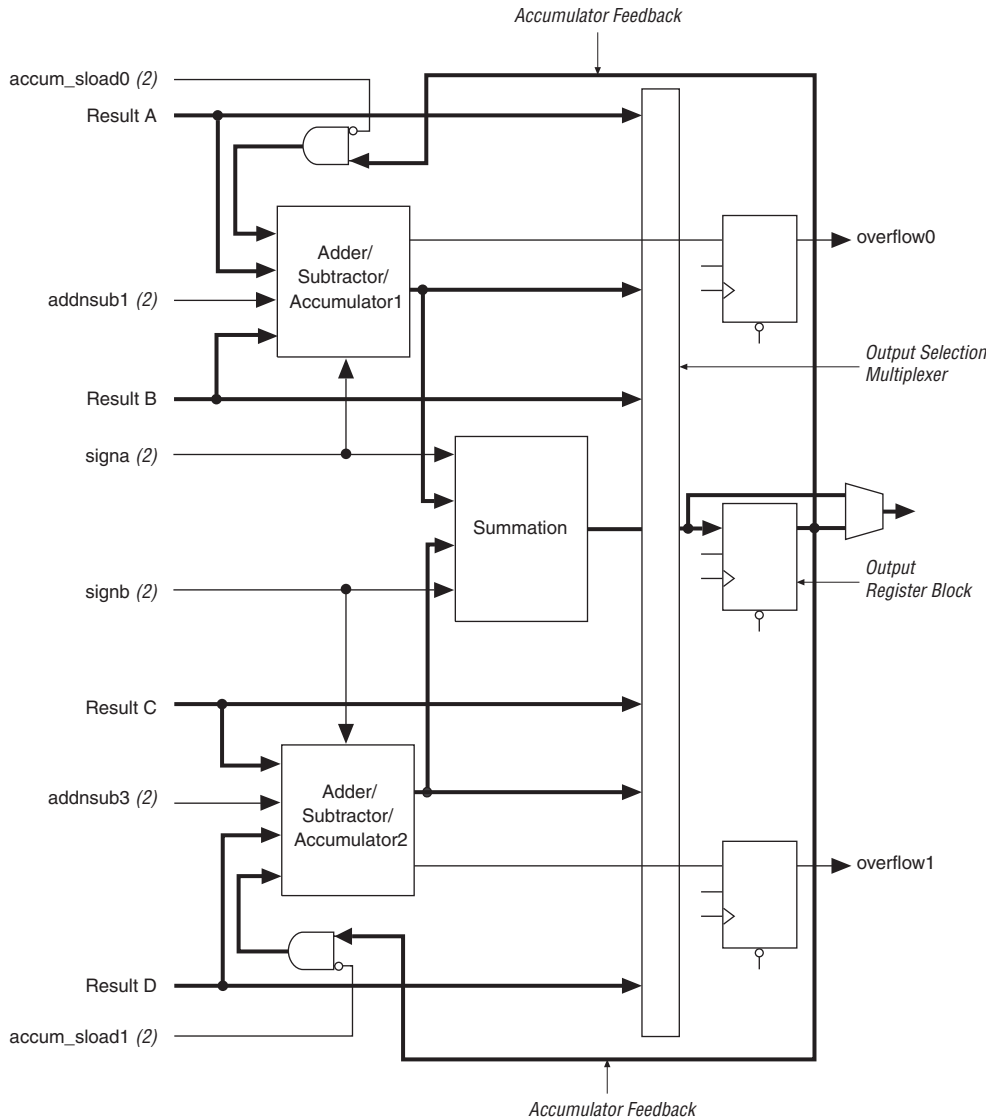 Accumulator Feedback
accum_sload0 (2)
Result A
Adder/
Subtractor/
Accumulator1
overflow0
addnsub1 (2)
Output Selection
Multiplexer
Result B
signa (2)
Summation
Output
Register Block
signb (2)
Result C
Adder/
Subtractor/
Accumulator2
addnsub3 (2)
overflow1
Result D
accum_sload1 (2)
Accumulator Feedback